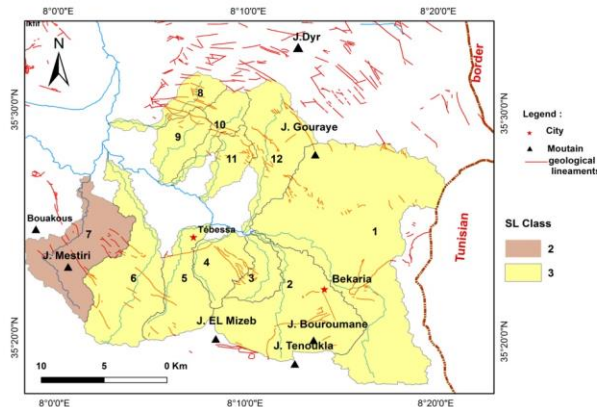 8°0'0"E 8°10'0"E 8°20'0"E
N
J.Dyr
border
35°30'0"N
35°30'0"N
8
9
10
11
12
J. Gouraye
Legend :
City
Moutain
geological
lineaments
Bouakous
7
J. Mestiri
Tébessa
1
Tunisian
SL Class
2
3
6
5
4
3
2
Bekaria
35°20'0"N
35°20'0"N
J. EL Mizeb
J. Bouroumane
J. Tenoukla
10 5 0 Km
8°0'0"E 8°10'0"E 8°20'0"E